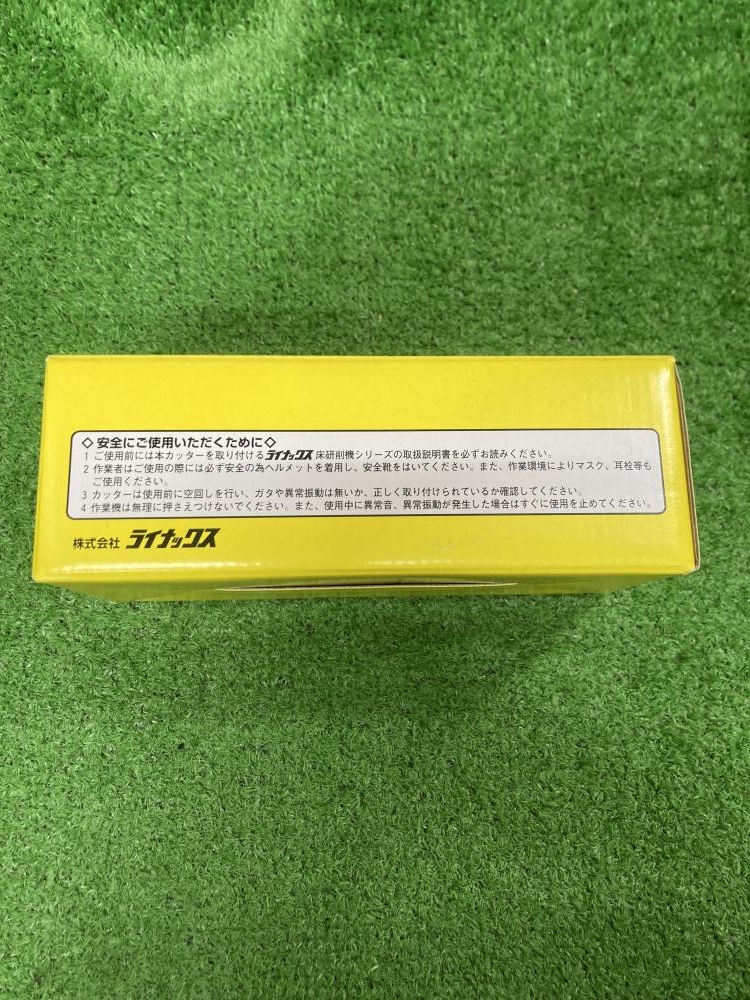 ◇安全にご使用いただくために◇
1 ご使用前には本カッターを取り付けるライナックス床研削機シリーズの取扱説明書を必ずお読みください。
2 作業者はご使用の際には必ず安全の為ヘルメットを着用し、安全靴をはいてください。また、作業環境によりマスク、耳栓等も
ご使用ください。
3 カッターは使用前に空回しを行い、ガタや異常振動は無いか、正しく取り付けられているか確認してください。
4 作業機は無理に押さえつけないでください。また、使用中に異常音、異常振動が発生した場合はすぐに使用を止めてください。
株式会社 ライナックス